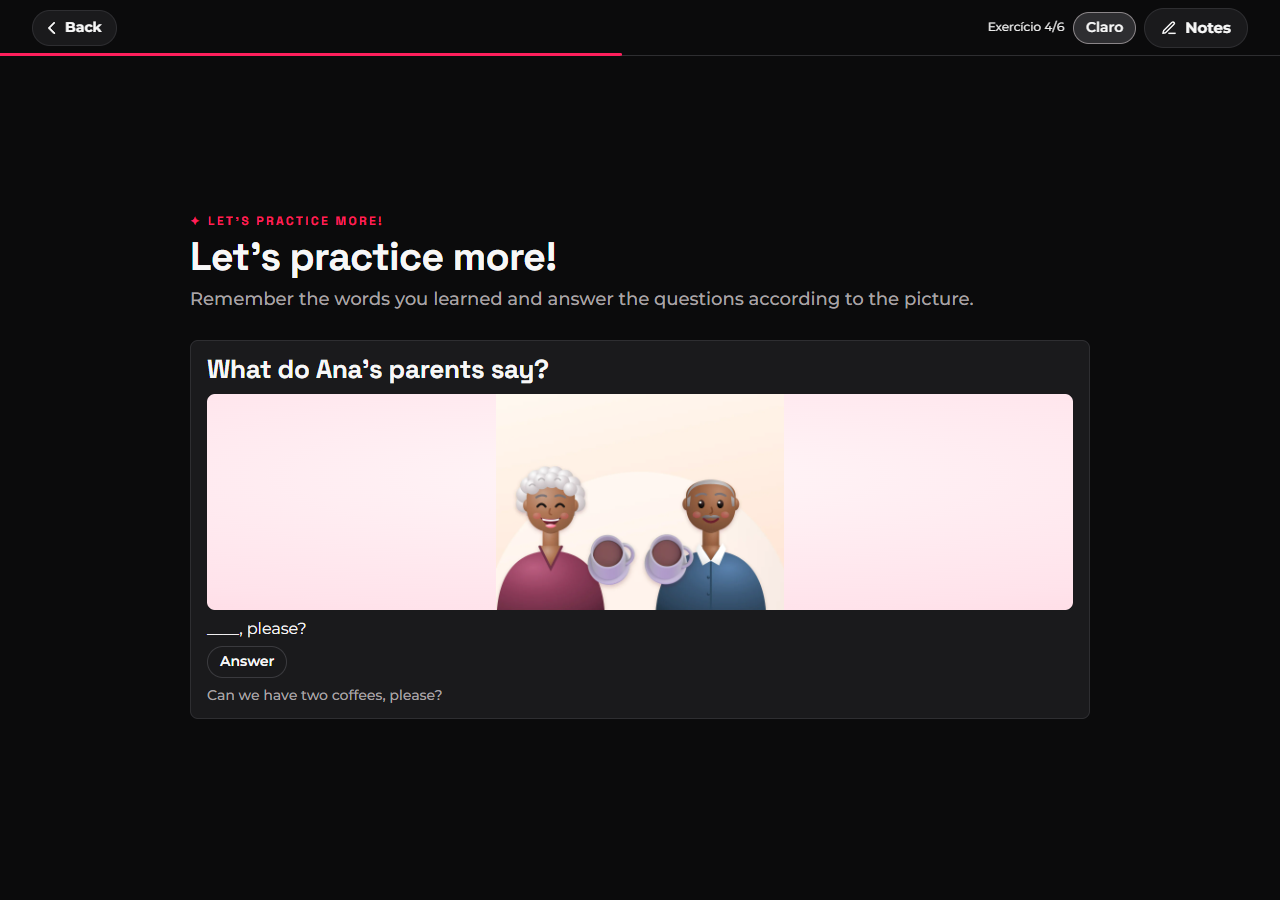 Back
Exercício 4/6
Claro
Notes
✦ LET'S PRACTICE MORE!
Let's practice more!
Remember the words you learned and answer the questions according to the picture.
What do Ana's parents say?
____, please?
Answer
Can we have two coffees, please?